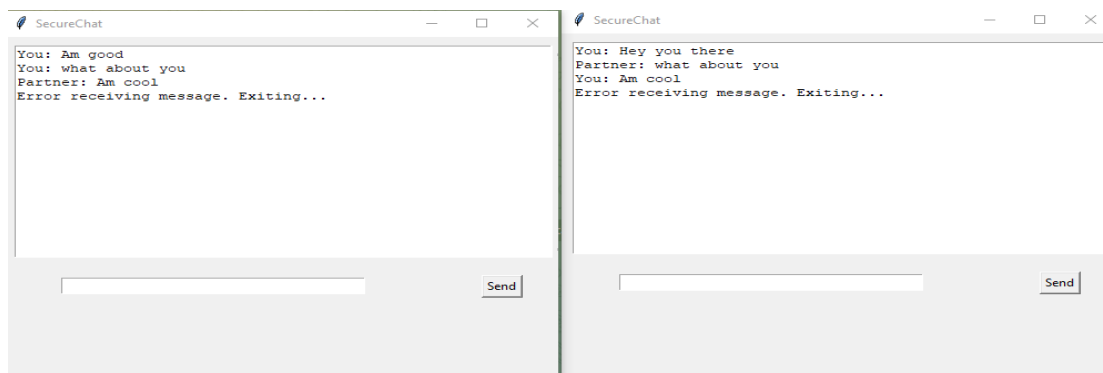 SecureChat
You: Am good
You: what about you
Partner: Am cool
Error receiving message. Exiting...
Send
SecureChat
You: Hey you there
Partner: what about you
You: Am cool
Error receiving message. Exiting...
Send